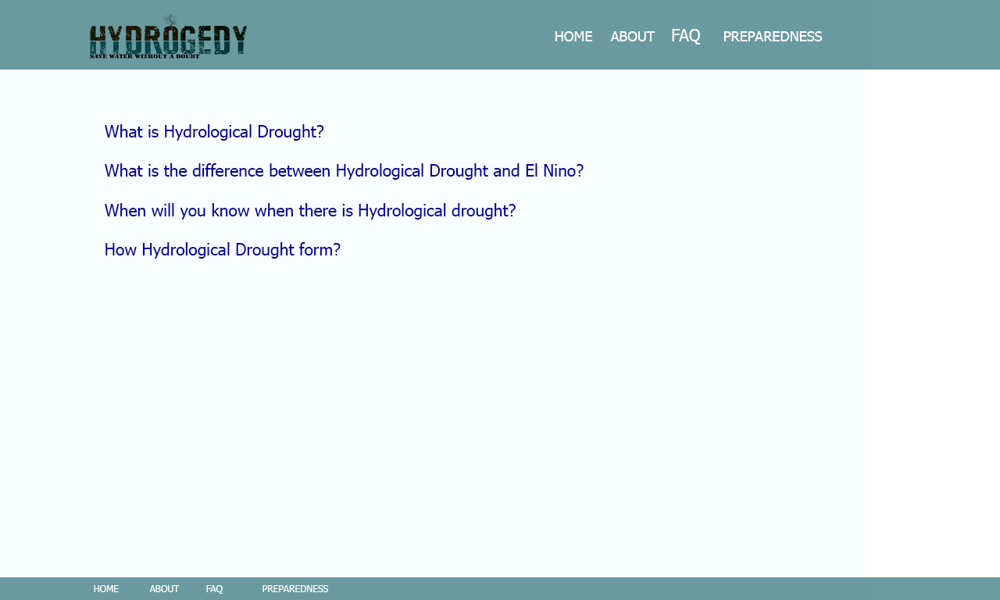 HYDROGEDY
SAVE WATER WITHOUT A DOUBT
HOME ABOUT FAQ PREPAREDNESS
What is Hydrological Drought?
What is the difference between Hydrological Drought and El Nino?
When will you know when there is Hydrological drought?
How Hydrological Drought form?
HOME ABOUT FAQ PREPAREDNESS